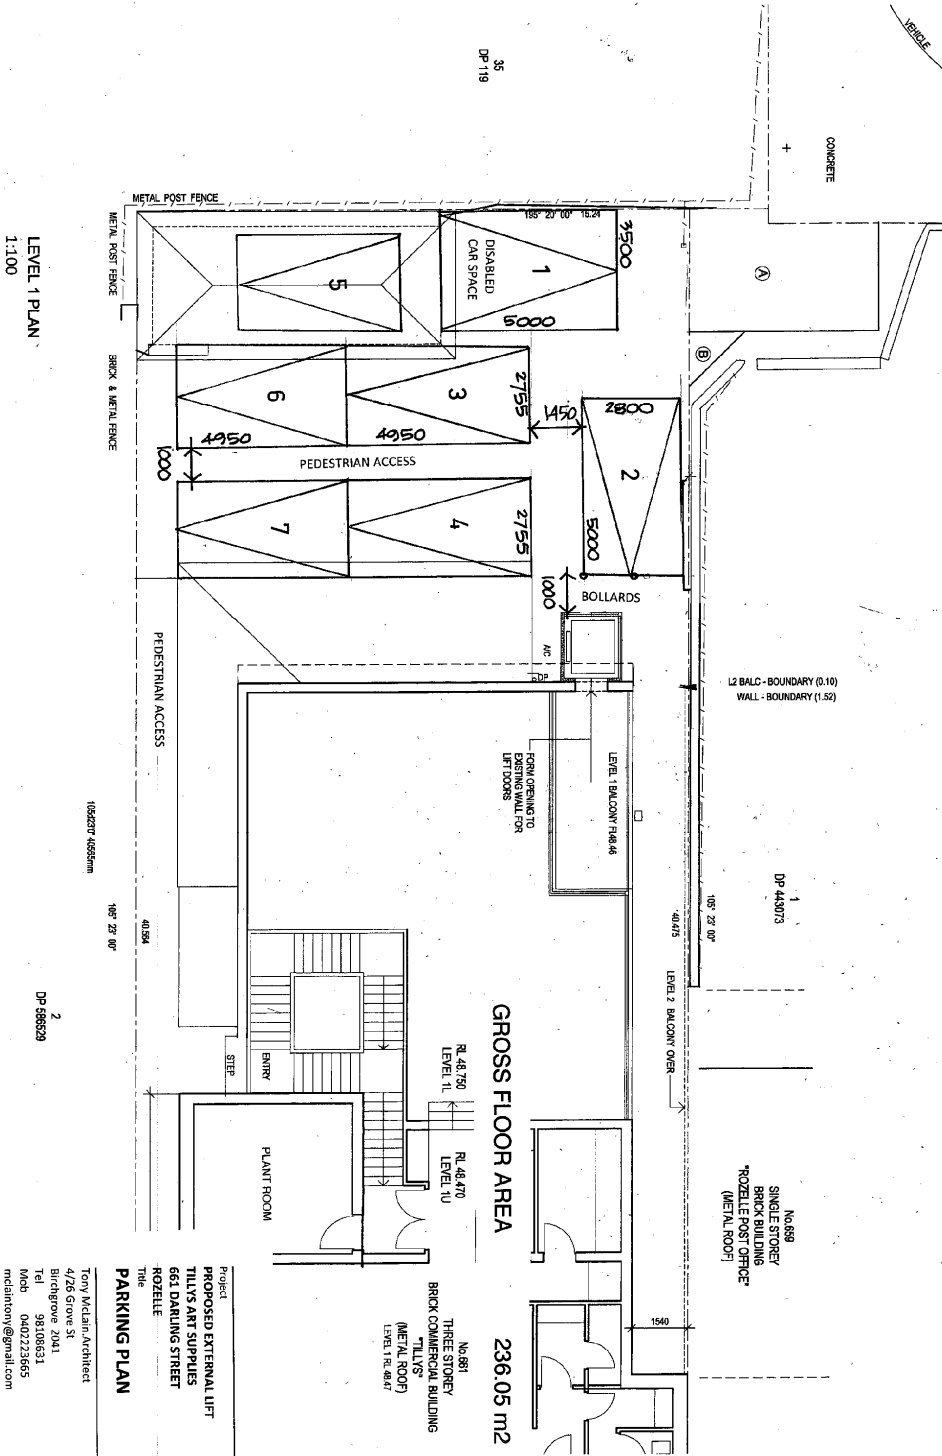 VEHICLE
35
DP 119
CONCRETE
METAL POST FENCE
METAL POST FENCE
BRICK & METAL FENCE
195° 20' 00" 15.24
3500
1
DISABLED
CAR SPACE
5000
A
B
5
6
4950
3
4950
2755
1450
2800
2
5000
1000
PEDESTRIAN ACCESS
7
4
2755
1000
BOLLARDS
A/C
DP
PEDESTRIAN ACCESS
L2 BALC - BOUNDARY (0.10)
WALL - BOUNDARY (1.52)
FORM OPENING TO
EXISTING WALL FOR
LIFT DOORS
LEVEL 1 BALCONY Fl48.46
1
DP 443073
105° 23' 00"
40.475
LEVEL 2 BALCONY OVER
40565mm
105° 23' 00"
40.564
2
DP 586529
STEP
ENTRY
RL 48.750
LEVEL 1L
RL 48.470
LEVEL 1U
GROSS FLOOR AREA 236.05 m2
PLANT ROOM
No.659
SINGLE STOREY
BRICK BUILDING
"ROZELLE POST OFFICE"
(METAL ROOF)
1540
No.661
THREE STOREY
BRICK COMMERCIAL BUILDING
"TILLYS"
(METAL ROOF)
LEVEL 1 RL 48.47
LEVEL 1 PLAN
1:100
Project
PROPOSED EXTERNAL LIFT
TILLYS ART SUPPLIES
661 DARLING STREET
ROZELLE
Title
PARKING PLAN
Tony McLain.Architect
4/26 Grove St
Birchgrove 2041
Tel 98108631
Mob 0402223665
mclaintony@gmail.com